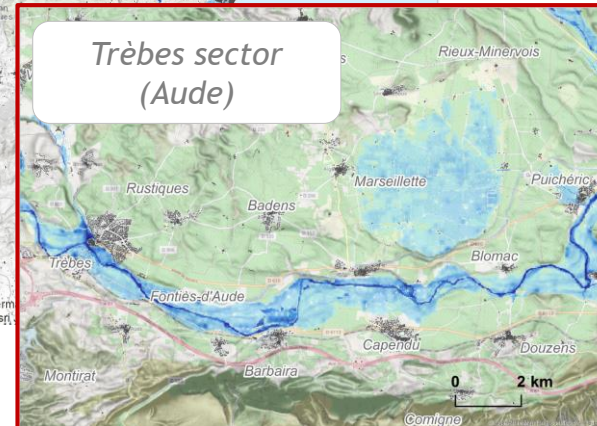 Trèbes sector
(Aude)
Rieux-Minervois
Marseillette
Puichéric
Rustiques
Badens
Blomac
Trèbes
Fontiès-d'Aude
Capendu
Douzens
Barbaira
Montirat
0 2 km
Comigne